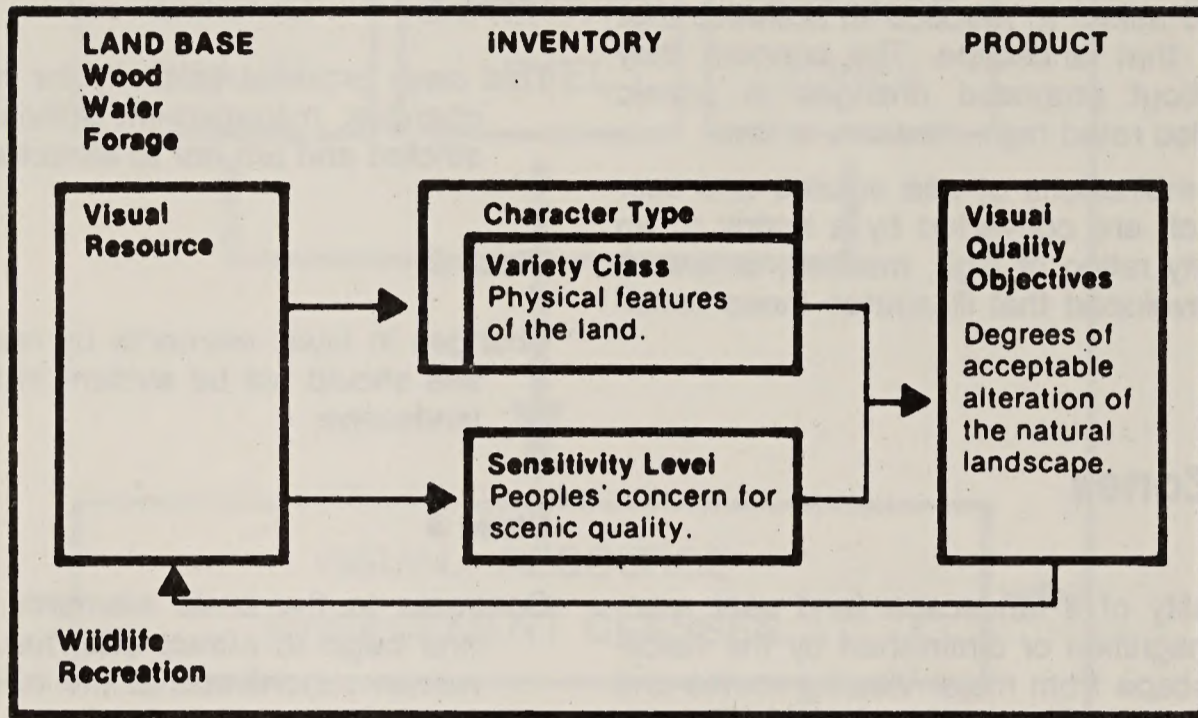 LAND BASE
Wood
Water
Forage
Visual
Resource
Wildlife
Recreation
INVENTORY
Character Type
Variety Class
Physical features
of the land.
Sensitivity Level
Peoples' concern for
scenic quality.
PRODUCT
Visual
Quality
Objectives
Degrees of
acceptable
alteration of
the natural
landscape.